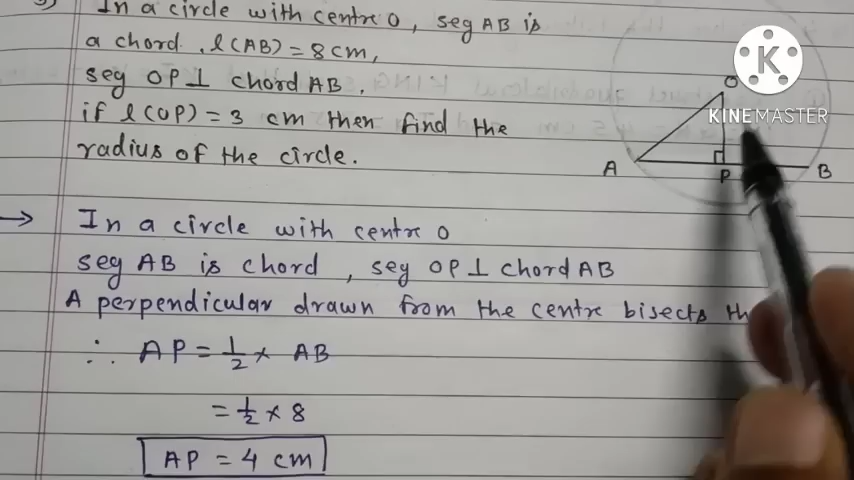 In a circle with centre O, seg AB is
a chord. l(AB) = 8 cm,
seg OP ⊥ chord AB.
if l(OP) = 3 cm then find the
radius of the circle.
K
KINEMASTER
O
A
P
B
→ In a circle with centre O
seg AB is chord, seg OP ⊥ chord AB
A perpendicular drawn from the centre bisects
∴ AP = 1/2 × AB
= 1/2 × 8
AP = 4 cm